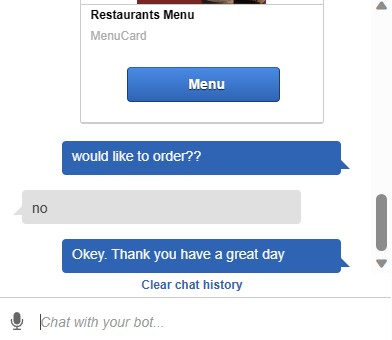 Restaurants Menu
MenuCard
Menu
would like to order??
no
Okey. Thank you have a great day
Clear chat history
Chat with your bot...